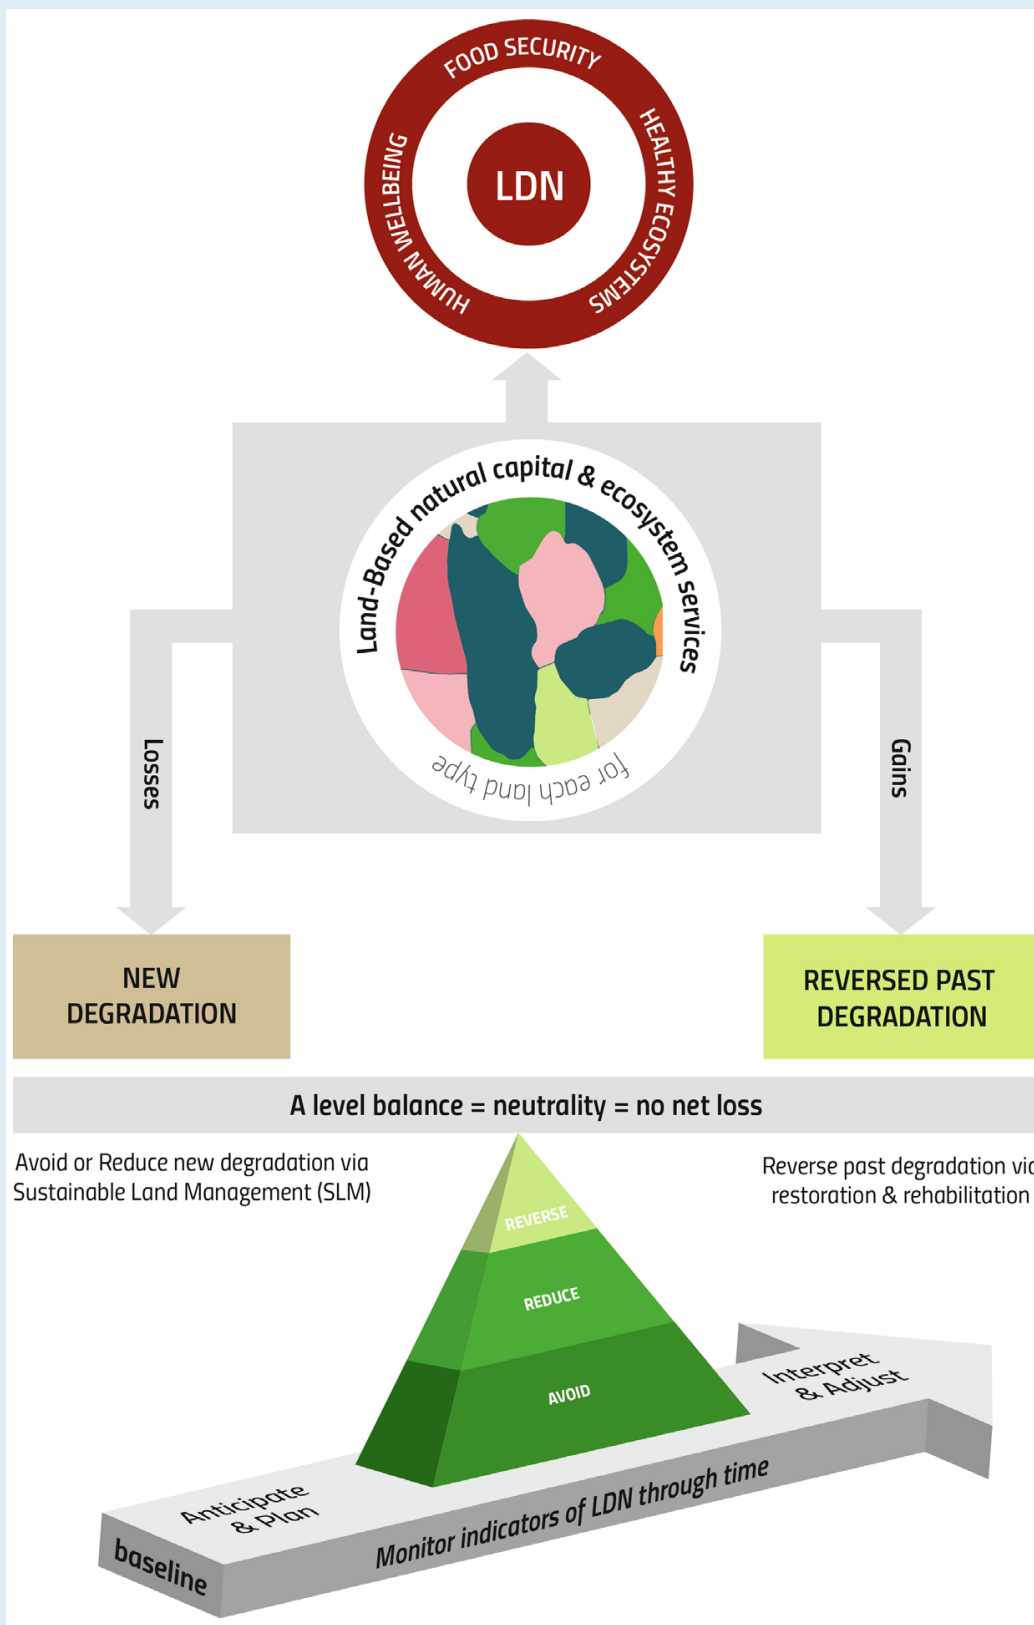 FOOD SECURITY
HUMAN WELLBEING
HEALTHY ECOSYSTEMS
LDN
Land-Based natural capital & ecosystem services
for each land type
Losses
Gains
NEW
DEGRADATION
REVERSED PAST
DEGRADATION
A level balance = neutrality = no net loss
Avoid or Reduce new degradation via
Sustainable Land Management (SLM)
Reverse past degradation via
restoration & rehabilitation
REVERSE
REDUCE
AVOID
Interpret
& Adjust
Anticipate
& Plan
Monitor indicators of LDN through time
baseline